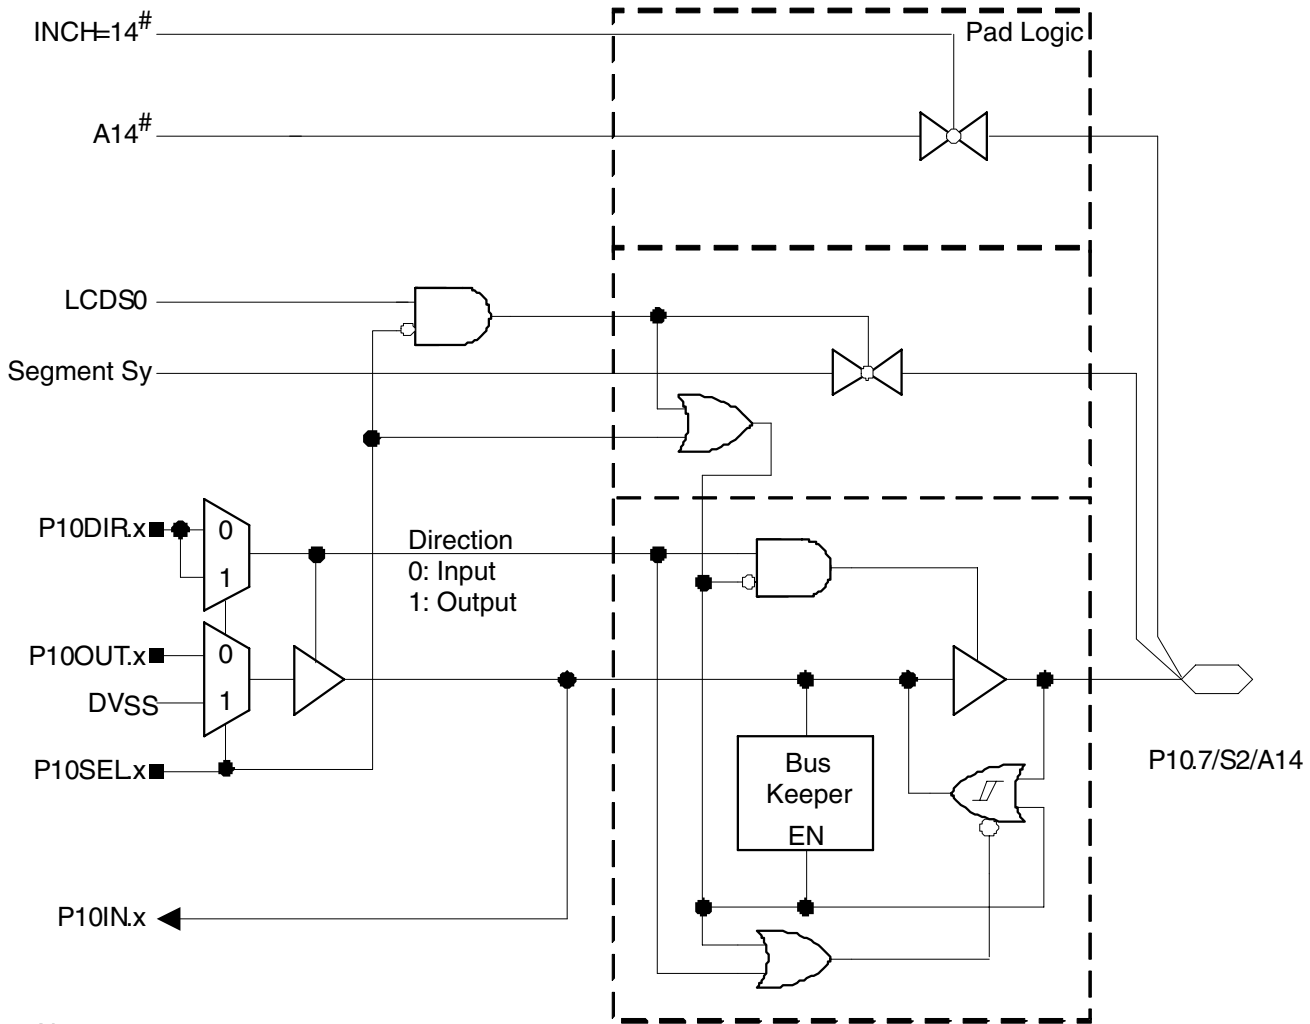 INCH=14#
Pad Logic
A14#
LCDS0
Segment Sy
P10DIR.x
0
1
Direction
0: Input
1: Output
P10OUT.x
0
DVSS
1
P10SEL.x
Bus
Keeper
EN
P10.7/S2/A14
P10IN.x